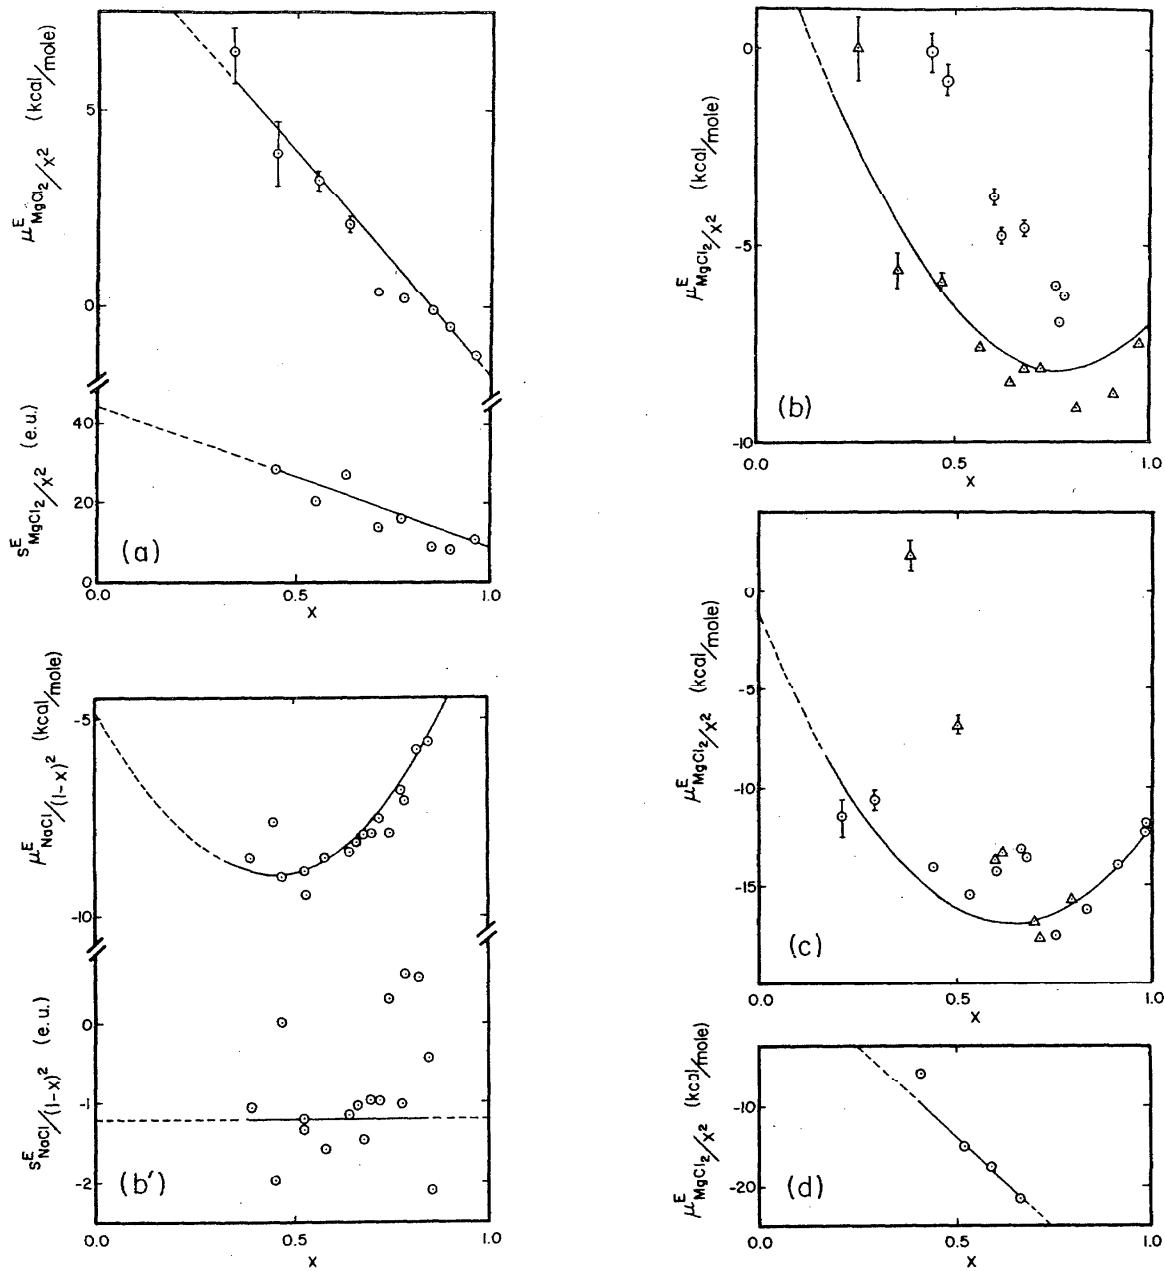 μ^E_MgCl₂/x² (kcal/mole)
5
0
s^E_MgCl₂/x² (e.u.)
40
20
0
(a)
0.0 0.5 1.0
x
μ^E_MgCl₂/x² (kcal/mole)
0
-5
-10
(b)
0.0 0.5 1.0
x
μ^E_NaCl/(1-x)² (kcal/mole)
-5
-10
s^E_NaCl/(1-x)² (e.u.)
0
-1
-2
(b′)
0.0 0.5 1.0
x
μ^E_MgCl₂/x² (kcal/mole)
0
-5
-10
-15
(c)
0.0 0.5 1.0
x
μ^E_MgCl₂/x² (kcal/mole)
-10
-20
(d)
0.0 0.5 1.0
x